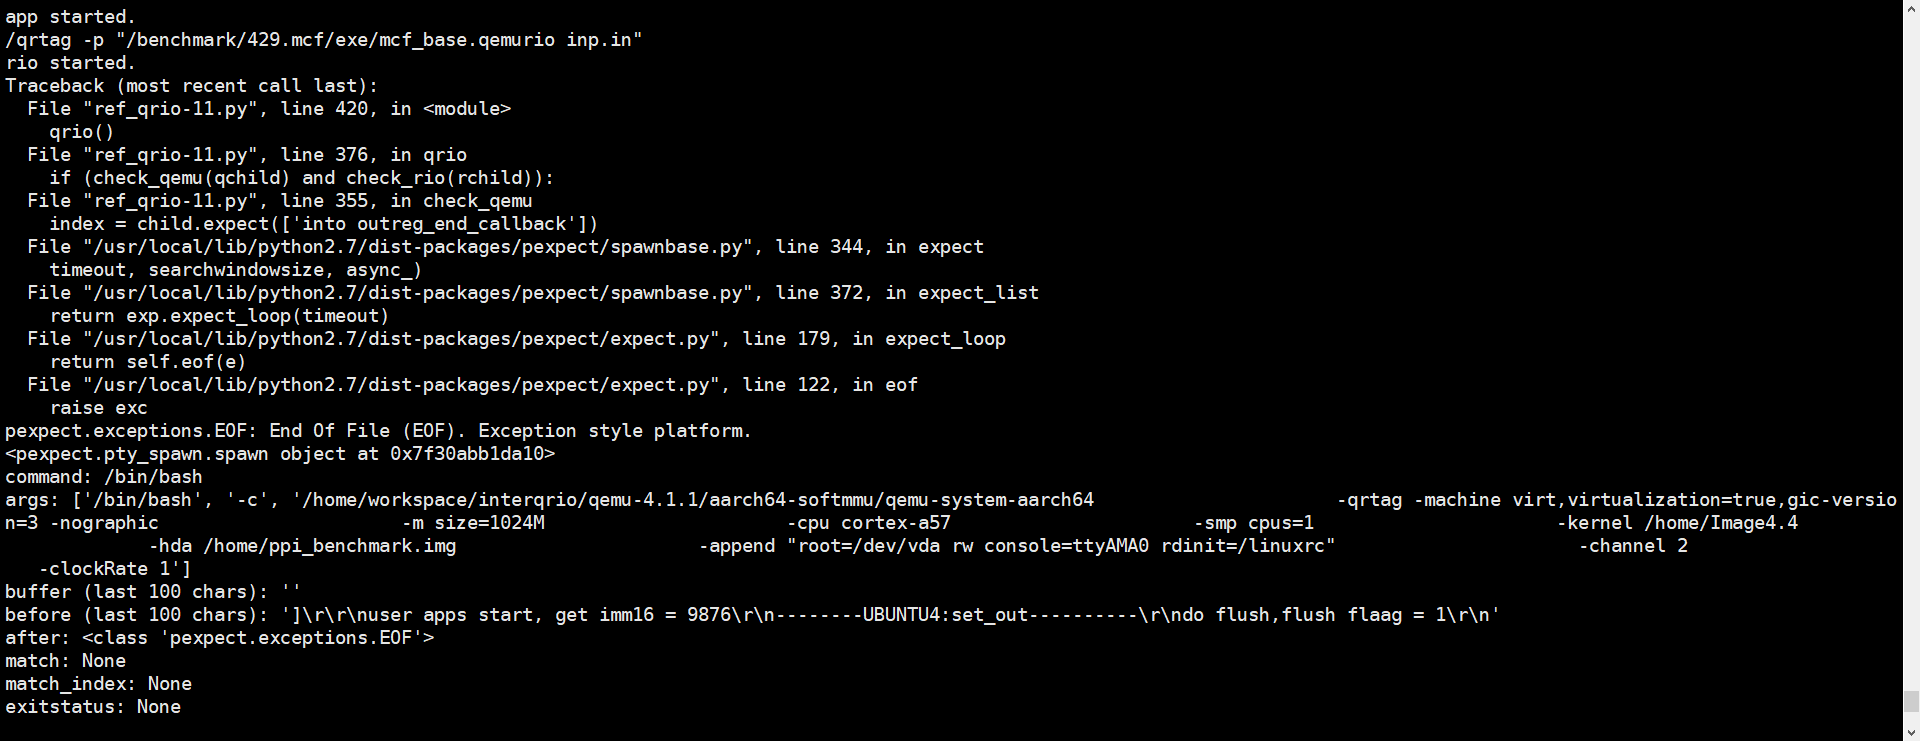 app started.
/qrtag -p "/benchmark/429.mcf/exe/mcf_base.qemurio inp.in"
rio started.
Traceback (most recent call last):
  File "ref_qrio-11.py", line 420, in <module>
    qrio()
  File "ref_qrio-11.py", line 376, in qrio
    if (check_qemu(qchild) and check_rio(rchild)):
  File "ref_qrio-11.py", line 355, in check_qemu
    index = child.expect(['into outreg_end_callback'])
  File "/usr/local/lib/python2.7/dist-packages/pexpect/spawnbase.py", line 344, in expect
    timeout, searchwindowsize, async_)
  File "/usr/local/lib/python2.7/dist-packages/pexpect/spawnbase.py", line 372, in expect_list
    return exp.expect_loop(timeout)
  File "/usr/local/lib/python2.7/dist-packages/pexpect/expect.py", line 179, in expect_loop
    return self.eof(e)
  File "/usr/local/lib/python2.7/dist-packages/pexpect/expect.py", line 122, in eof
    raise exc
pexpect.exceptions.EOF: End Of File (EOF). Exception style platform.
<pexpect.pty_spawn.spawn object at 0x7f30abb1da10>
command: /bin/bash
args: ['/bin/bash', '-c', '/home/workspace/interqrio/qemu-4.1.1/aarch64-softmmu/qemu-system-aarch64                      -qrtag -machine virt,virtualization=true,gic-versio
n=3 -nographic                      -m size=1024M                      -cpu cortex-a57                      -smp cpus=1                      -kernel /home/Image4.4
             -hda /home/ppi_benchmark.img                      -append "root=/dev/vda rw console=ttyAMA0 rdinit=/linuxrc"                      -channel 2
   -clockRate 1']
buffer (last 100 chars): ''
before (last 100 chars): ']\r\r\nuser apps start, get imm16 = 9876\r\n--------UBUNTU4:set_out----------\r\ndo flush,flush flaag = 1\r\n'
after: <class 'pexpect.exceptions.EOF'>
match: None
match_index: None
exitstatus: None